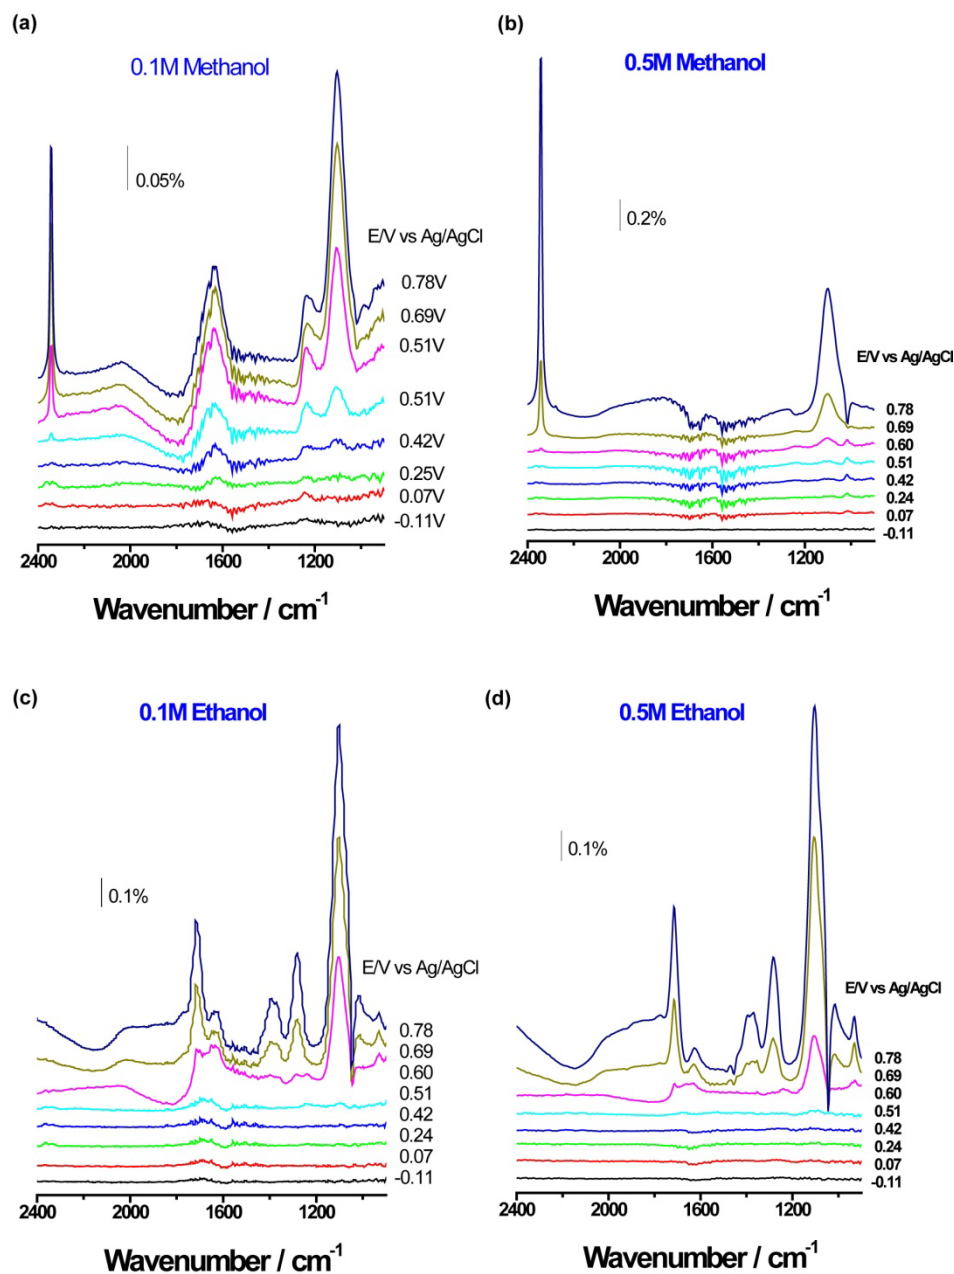 (a)
0.1M Methanol
0.05%
E/V vs Ag/AgCl
0.78V
0.69V
0.51V
0.51V
0.42V
0.25V
0.07V
-0.11V
2400 2000 1600 1200
Wavenumber / cm-1
(b)
0.5M Methanol
0.2%
E/V vs Ag/AgCl
0.78
0.69
0.60
0.51
0.42
0.24
0.07
-0.11
2400 2000 1600 1200
Wavenumber / cm-1
(c)
0.1M Ethanol
0.1%
E/V vs Ag/AgCl
0.78
0.69
0.60
0.51
0.42
0.24
0.07
-0.11
2400 2000 1600 1200
Wavenumber / cm-1
(d)
0.5M Ethanol
0.1%
E/V vs Ag/AgCl
0.78
0.69
0.60
0.51
0.42
0.24
0.07
-0.11
2400 2000 1600 1200
Wavenumber / cm-1